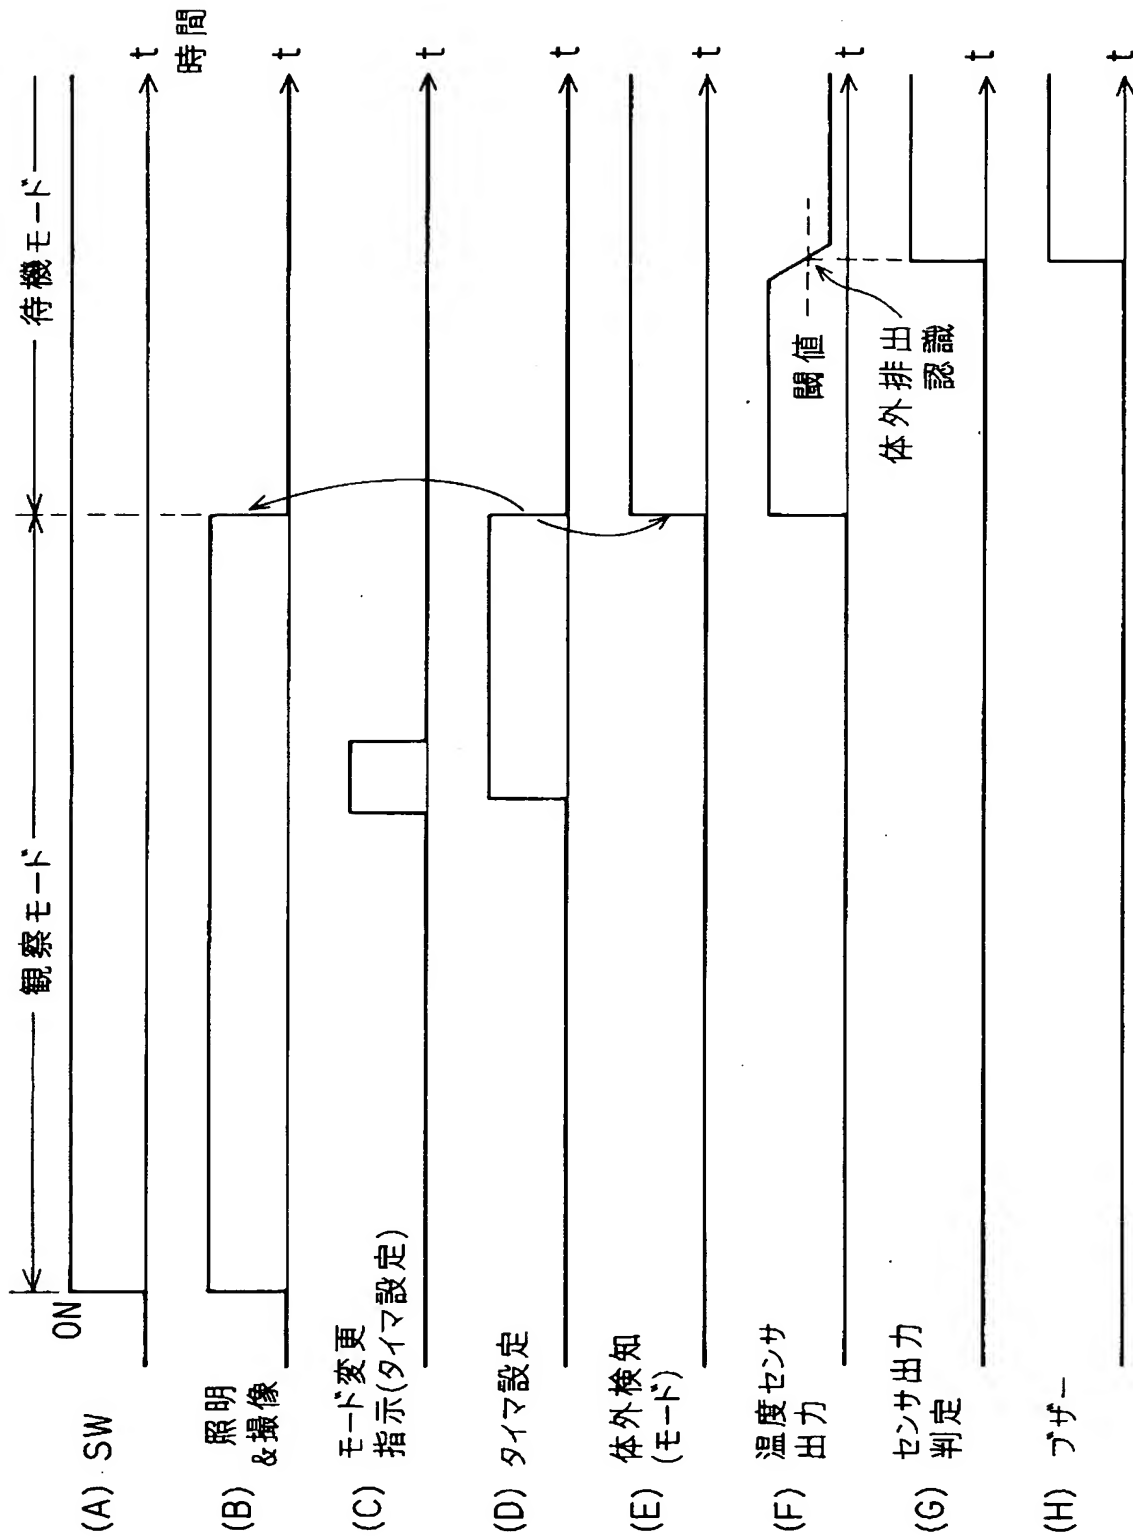 観察モード
待機モード
ON
(A) SW
t
時間
(B) 照明
&撮像
t
(C) モード変更
指示(タイマ設定)
t
(D) タイマ設定
t
(E) 体外検知
(モード)
t
(F) 温度センサ
出力
閾値
体外排出
認識
t
(G) センサ出力
判定
t
(H) ブザー
t